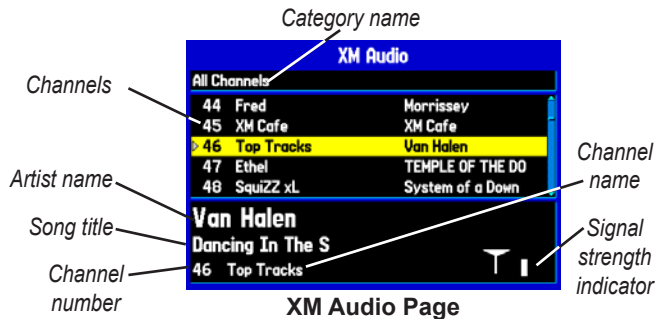 Category name
XM Audio
All Channels
Channels
44 Fred Morrissey
45 XM Cafe XM Cafe
46 Top Tracks Van Halen
47 Ethel TEMPLE OF THE DO
48 SquiZZ xL System of a Down
Channel name
Artist name
Van Halen
Song title
Dancing In The S
Channel number
46 Top Tracks
Signal strength indicator
XM Audio Page